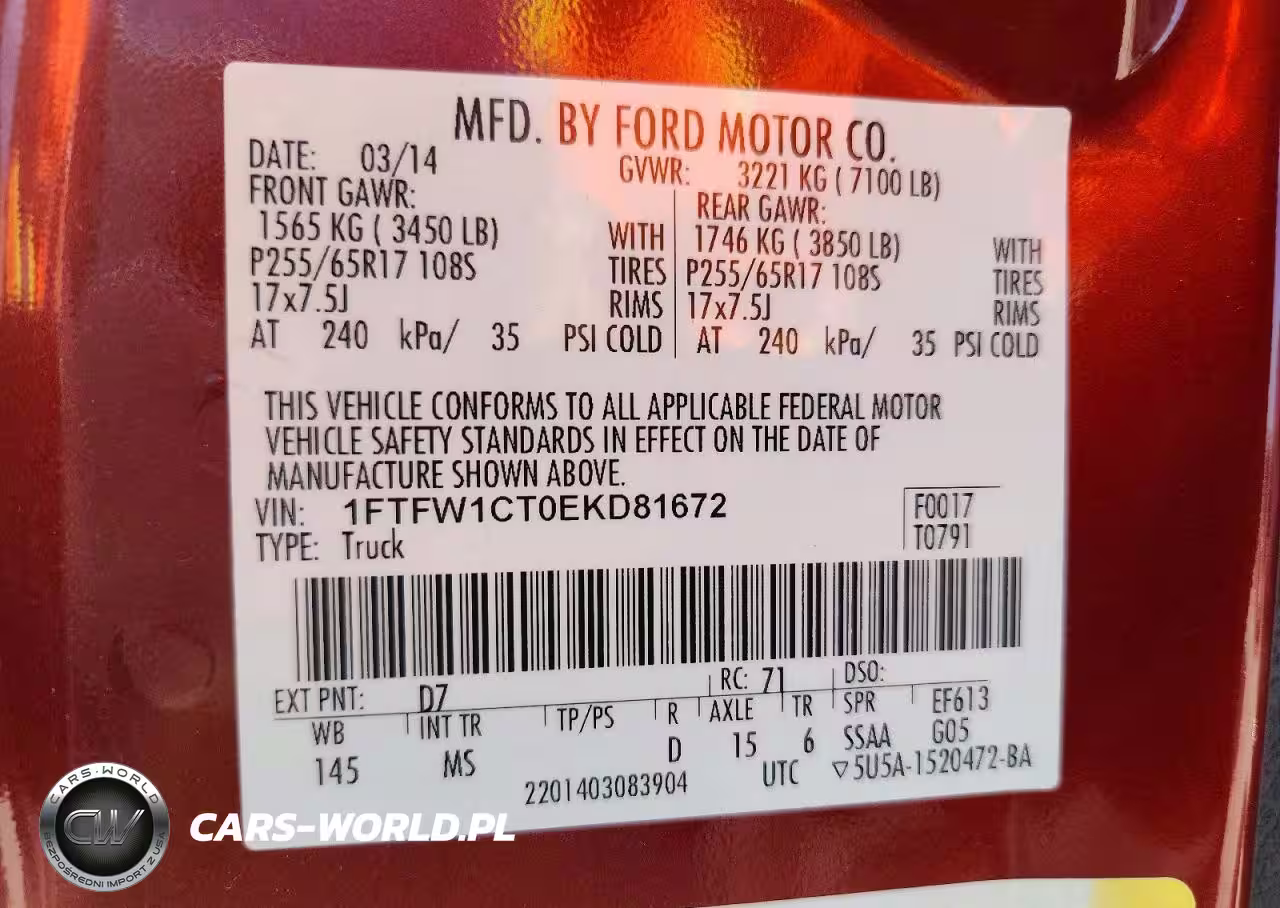 MFD. BY FORD MOTOR CO.
DATE: 03/14
GVWR: 3221 KG ( 7100 LB)
FRONT GAWR:
1565 KG ( 3450 LB) WITH
P255/65R17 108S TIRES
17x7.5J RIMS
AT 240 kPa/ 35 PSI COLD
REAR GAWR:
1746 KG ( 3850 LB) WITH
P255/65R17 108S TIRES
17x7.5J RIMS
AT 240 kPa/ 35 PSI COLD
THIS VEHICLE CONFORMS TO ALL APPLICABLE FEDERAL MOTOR
VEHICLE SAFETY STANDARDS IN EFFECT ON THE DATE OF
MANUFACTURE SHOWN ABOVE.
VIN: 1FTFW1CT0EKD81672
F0017
TYPE: Truck
T0791
EXT PNT: D7 RC: 71 DSO:
WB INT TR TP/PS R AXLE TR SPR EF613
145 MS D 15 6 SSAA G05
2201403083904 UTC ▽5U5A-1520472-BA
CARS-WORLD
CW
BEZPOŚREDNI IMPORT Z USA
CARS-WORLD.PL